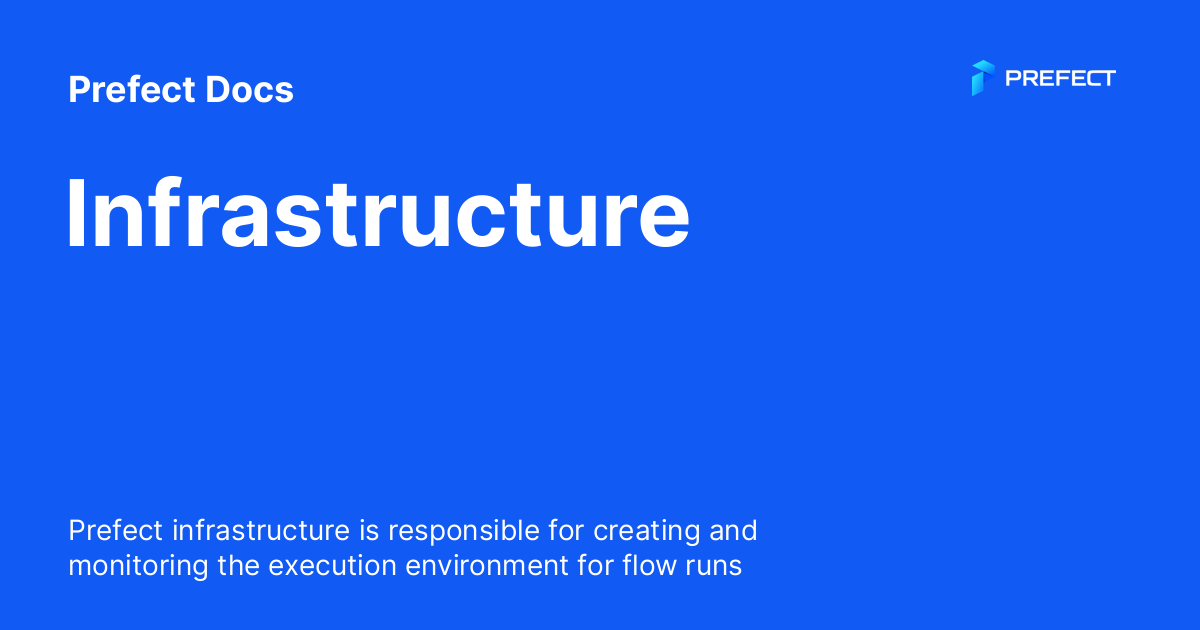 Prefect Docs
PREFECT
Infrastructure
Prefect infrastructure is responsible for creating and
monitoring the execution environment for flow runs